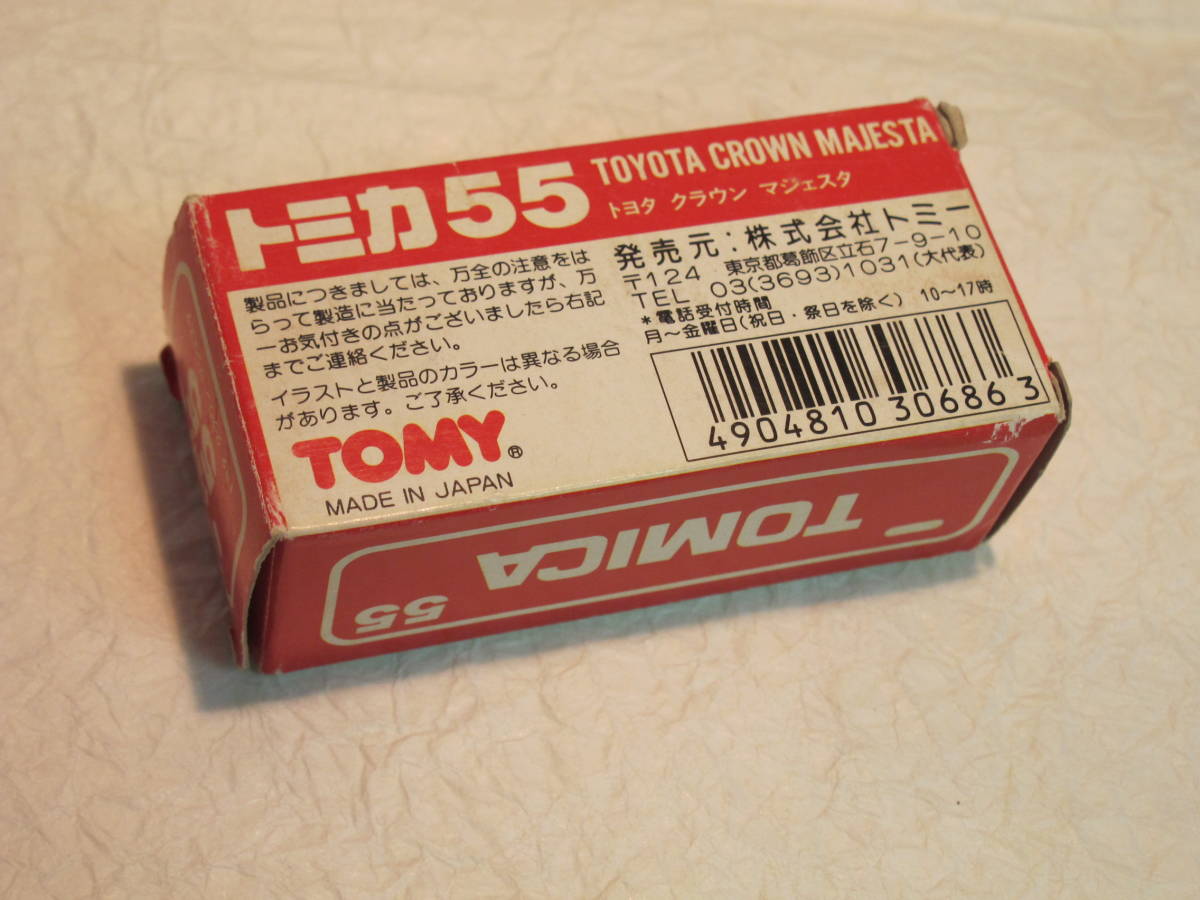 トミカ55
TOYOTA CROWN MAJESTA
トヨタ クラウン マジェスタ
製品につきましては、万全の注意をは
らって製造に当たっておりますが、万
一お気付きの点がございましたら右記
までご連絡ください。
イラストと製品のカラーは異なる場合
があります。ご了承ください。
TOMY®
MADE IN JAPAN
発売元:株式会社トミー
〒124 東京都葛飾区立石7-9-10
TEL 03(3693)1031(大代表)
*電話受付時間
月〜金曜日(祝日・祭日を除く) 10〜17時
4904810 306863
TOMICA
55